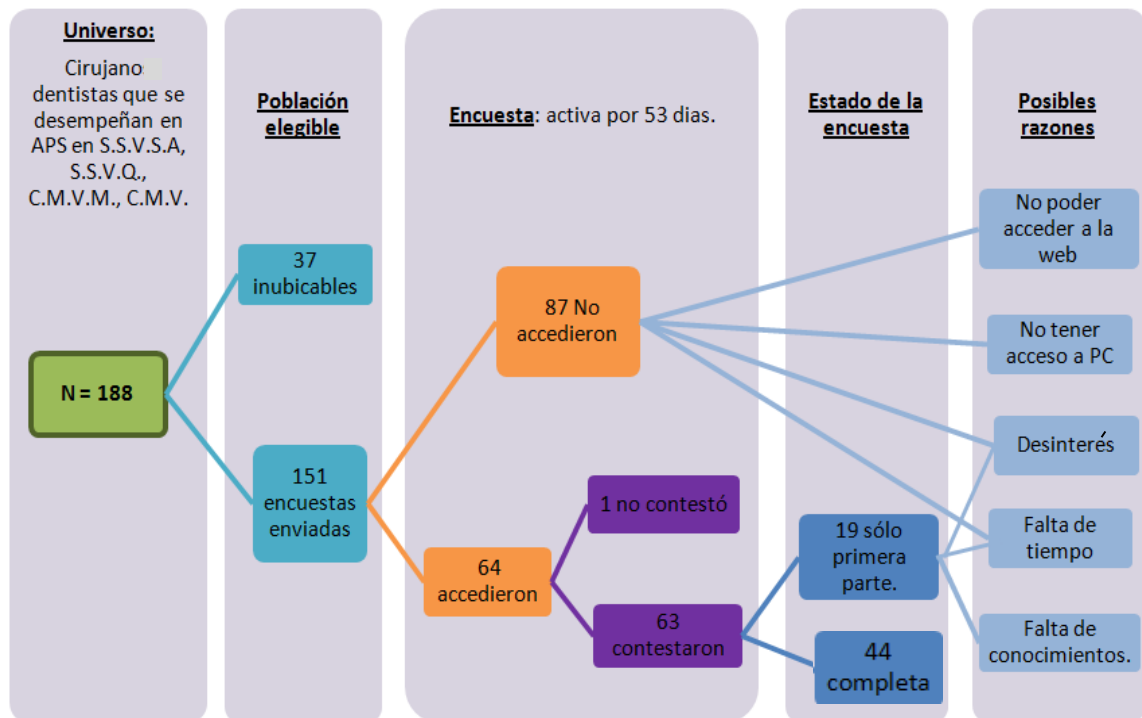 Universo:
Cirujano
dentistas que se
desempeñan en
APS en S.S.V.S.A,
S.S.V.Q.,
C.M.V.M., C.M.V.
N = 188
Población
elegible
37
inubicables
151
encuestas
enviadas
Encuesta: activa por 53 dias.
87 No
accedieron
64
accedieron
1 no contestó
63
contestaron
Estado de la
encuesta
19 sólo
primera
parte.
44
completa
Posibles
razones
No poder
acceder a la
web
No tener
acceso a PC
Desinterés
Falta de
tiempo
Falta de
conocimientos.